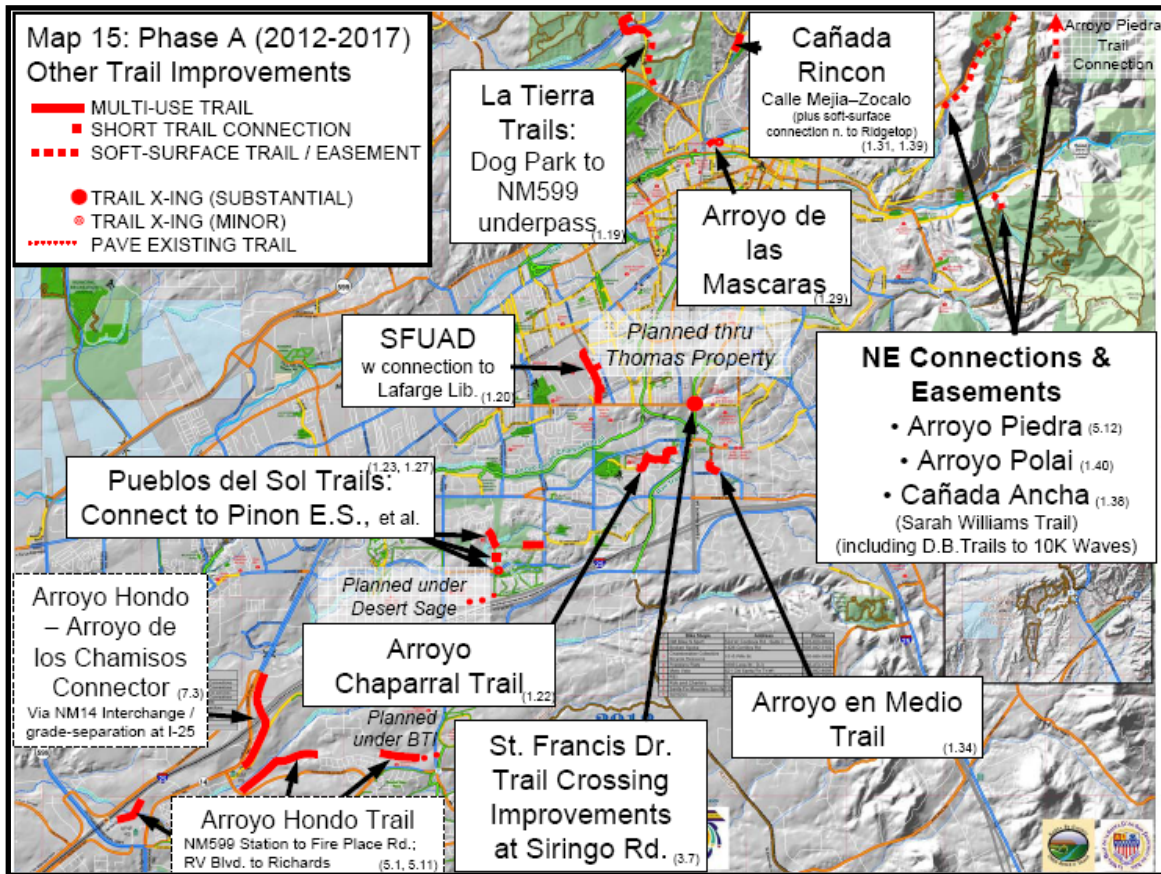 Map 15: Phase A (2012-2017)
Other Trail Improvements
MULTI-USE TRAIL
SHORT TRAIL CONNECTION
SOFT-SURFACE TRAIL / EASEMENT
TRAIL X-ING (SUBSTANTIAL)
TRAIL X-ING (MINOR)
PAVE EXISTING TRAIL
La Tierra
Trails:
Dog Park to
NM599
underpass
(1.19)
Cañada
Rincon
Calle Mejia–Zocalo
(plus soft-surface
connection n. to Ridgetop)
(1.31, 1.39)
Arroyo Piedra
Trail
Connection
Arroyo de
las
Mascaras
(1.29)
SFUAD
w connection to
Lafarge Lib. (1.20)
Planned thru
Thomas Property
NE Connections &
Easements
• Arroyo Piedra (5.12)
• Arroyo Polai (1.40)
• Cañada Ancha (1.38)
(Sarah Williams Trail)
(including D.B.Trails to 10K Waves)
(1.23, 1.27)
Pueblos del Sol Trails:
Connect to Pinon E.S., et al.
Planned under
Desert Sage
Arroyo Hondo
– Arroyo de
los Chamisos
Connector (7.3)
Via NM14 Interchange /
grade-separation at I-25
Arroyo
Chaparral Trail
(1.22)
Planned
under BTI
Arroyo en Medio
Trail
(1.34)
St. Francis Dr.
Trail Crossing
Improvements
at Siringo Rd. (3.7)
Arroyo Hondo Trail
NM599 Station to Fire Place Rd.;
RV Blvd. to Richards (5.1, 5.11)
599
14